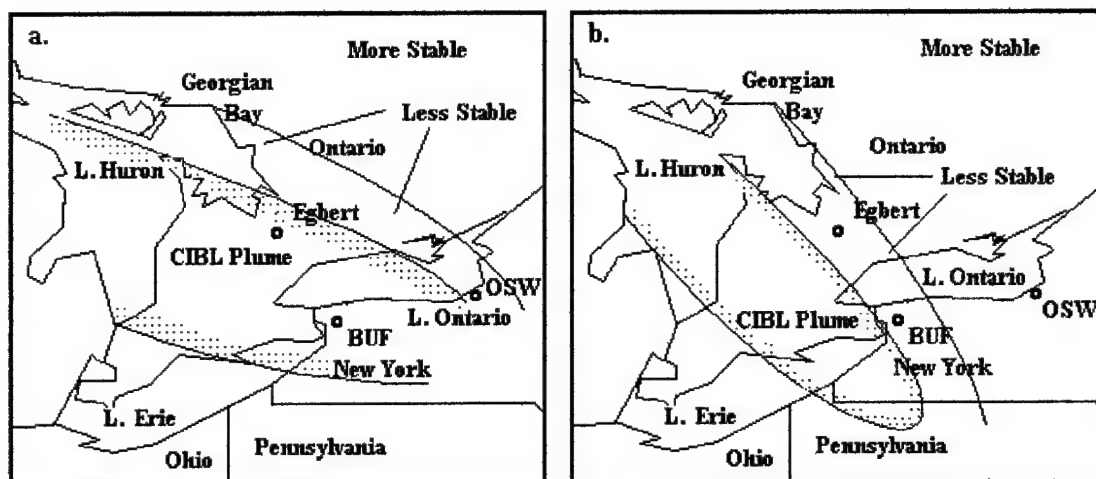 a.
More Stable
Georgian
Bay
Less Stable
Ontario
L. Huron
Egbert
CIBL Plume
OSW
L. Ontario
BUF
New York
L. Erie
Pennsylvania
Ohio
b.
More Stable
Georgian
Bay
Ontario
L. Huron
Less Stable
Egbert
L. Ontario
OSW
CIBL Plume
BUF
New York
L. Erie
Pennsylvania
Ohio